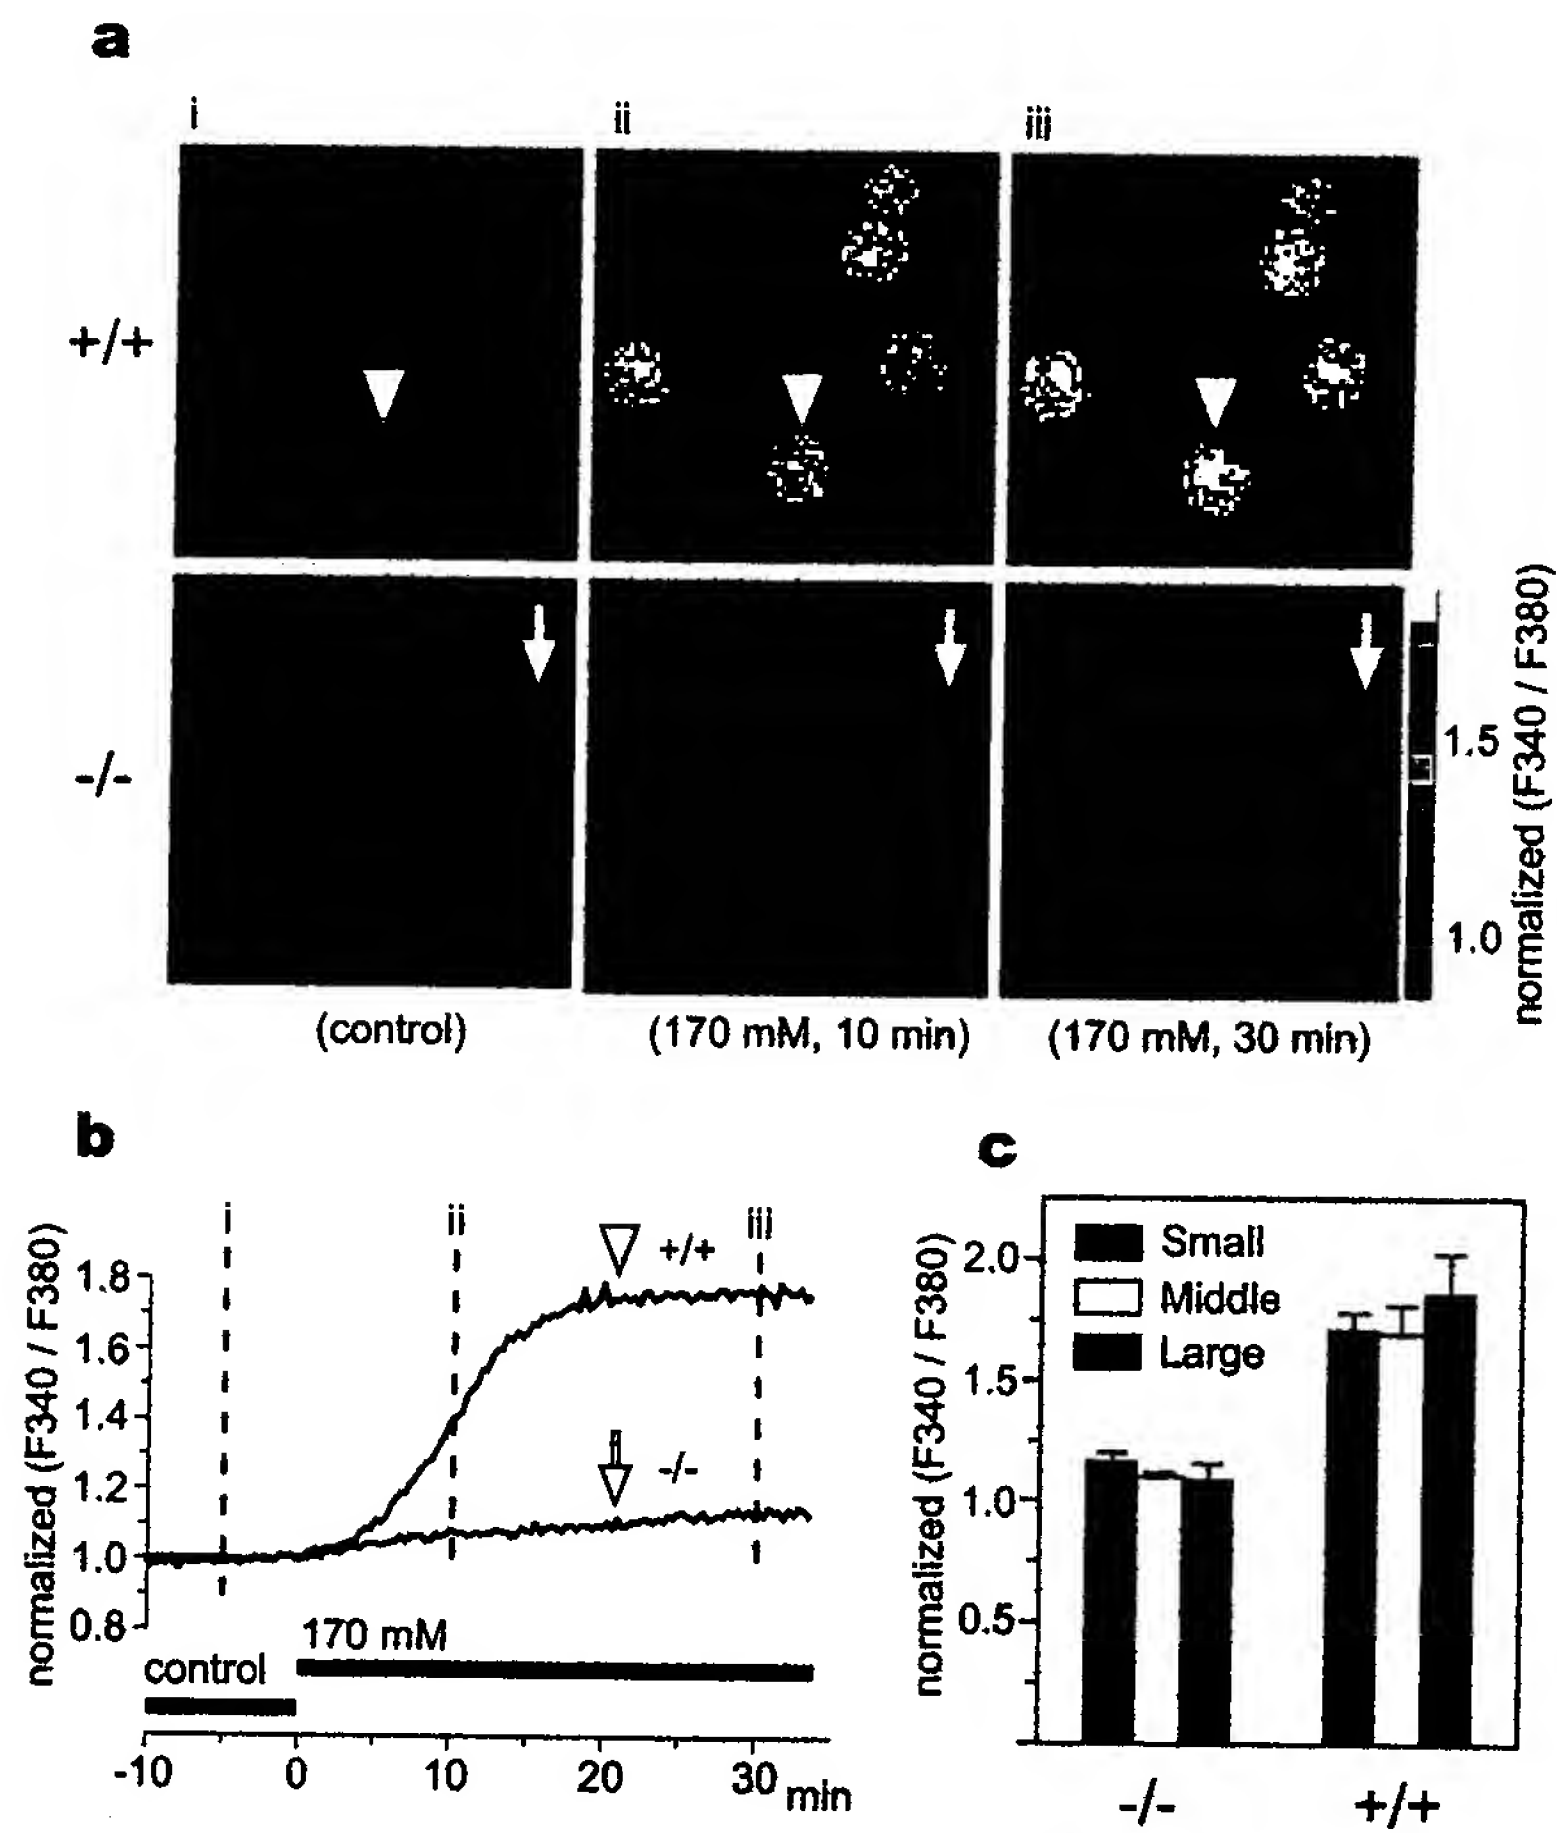 a
i
ii
iii
+/+
-/-
1.5
1.0
normalized (F340 / F380)
(control)
(170 mM, 10 min)
(170 mM, 30 min)
b
normalized (F340 / F380)
1.8
1.6
1.4
1.2
1.0
0.8
i
ii
iii
+/+
-/-
170 mM
control
-10
0
10
20
30
min
c
normalized (F340 / F380)
2.0
1.5
1.0
0.5
Small
Middle
Large
-/-
+/+